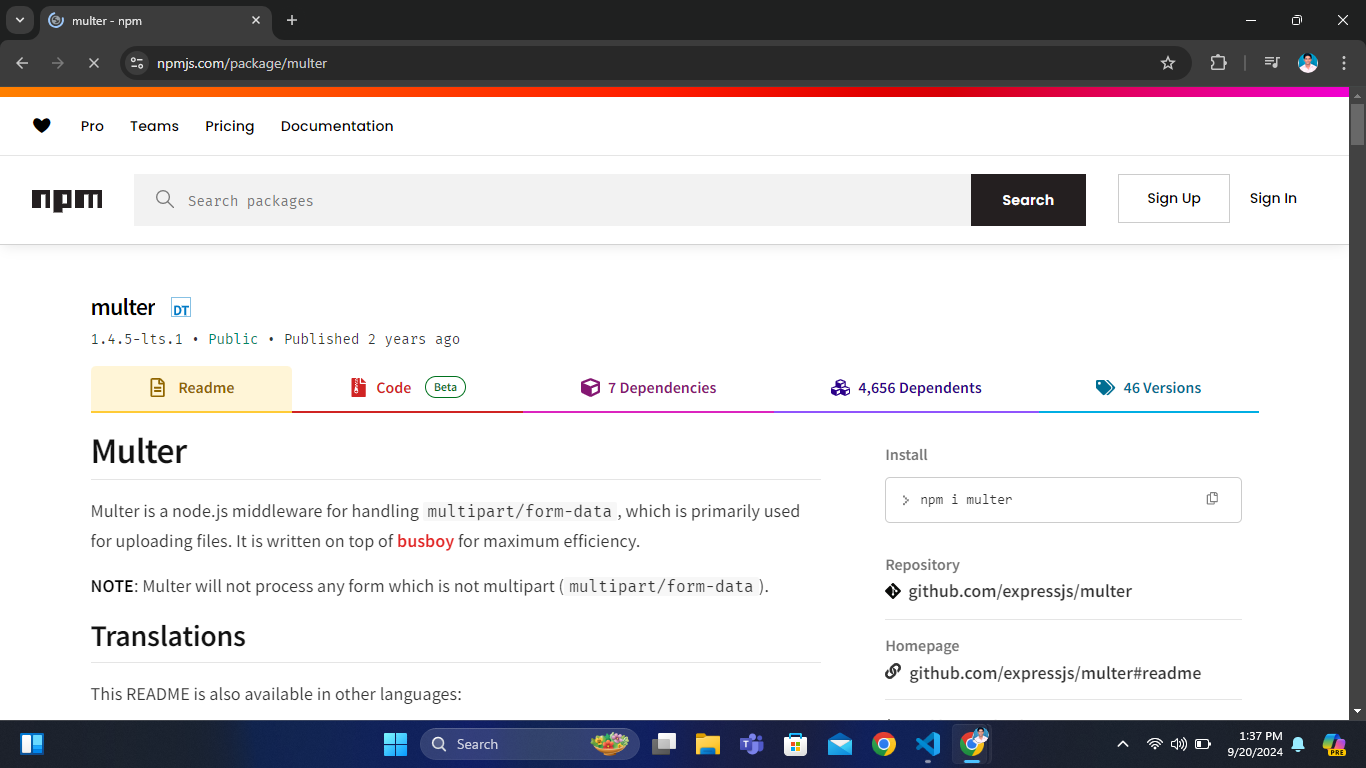 multer - npm
npmjs.com/package/multer
Pro Teams Pricing Documentation
npm
Search packages
Search
Sign Up
Sign In
multer DT
1.4.5-lts.1 • Public • Published 2 years ago
Readme
Code Beta
7 Dependencies
4,656 Dependents
46 Versions
Multer
Multer is a node.js middleware for handling multipart/form-data, which is primarily used
for uploading files. It is written on top of busboy for maximum efficiency.
NOTE: Multer will not process any form which is not multipart (multipart/form-data).
Translations
This README is also available in other languages:
Install
> npm i multer
Repository
github.com/expressjs/multer
Homepage
github.com/expressjs/multer#readme
Search
1:37 PM
9/20/2024
PRE